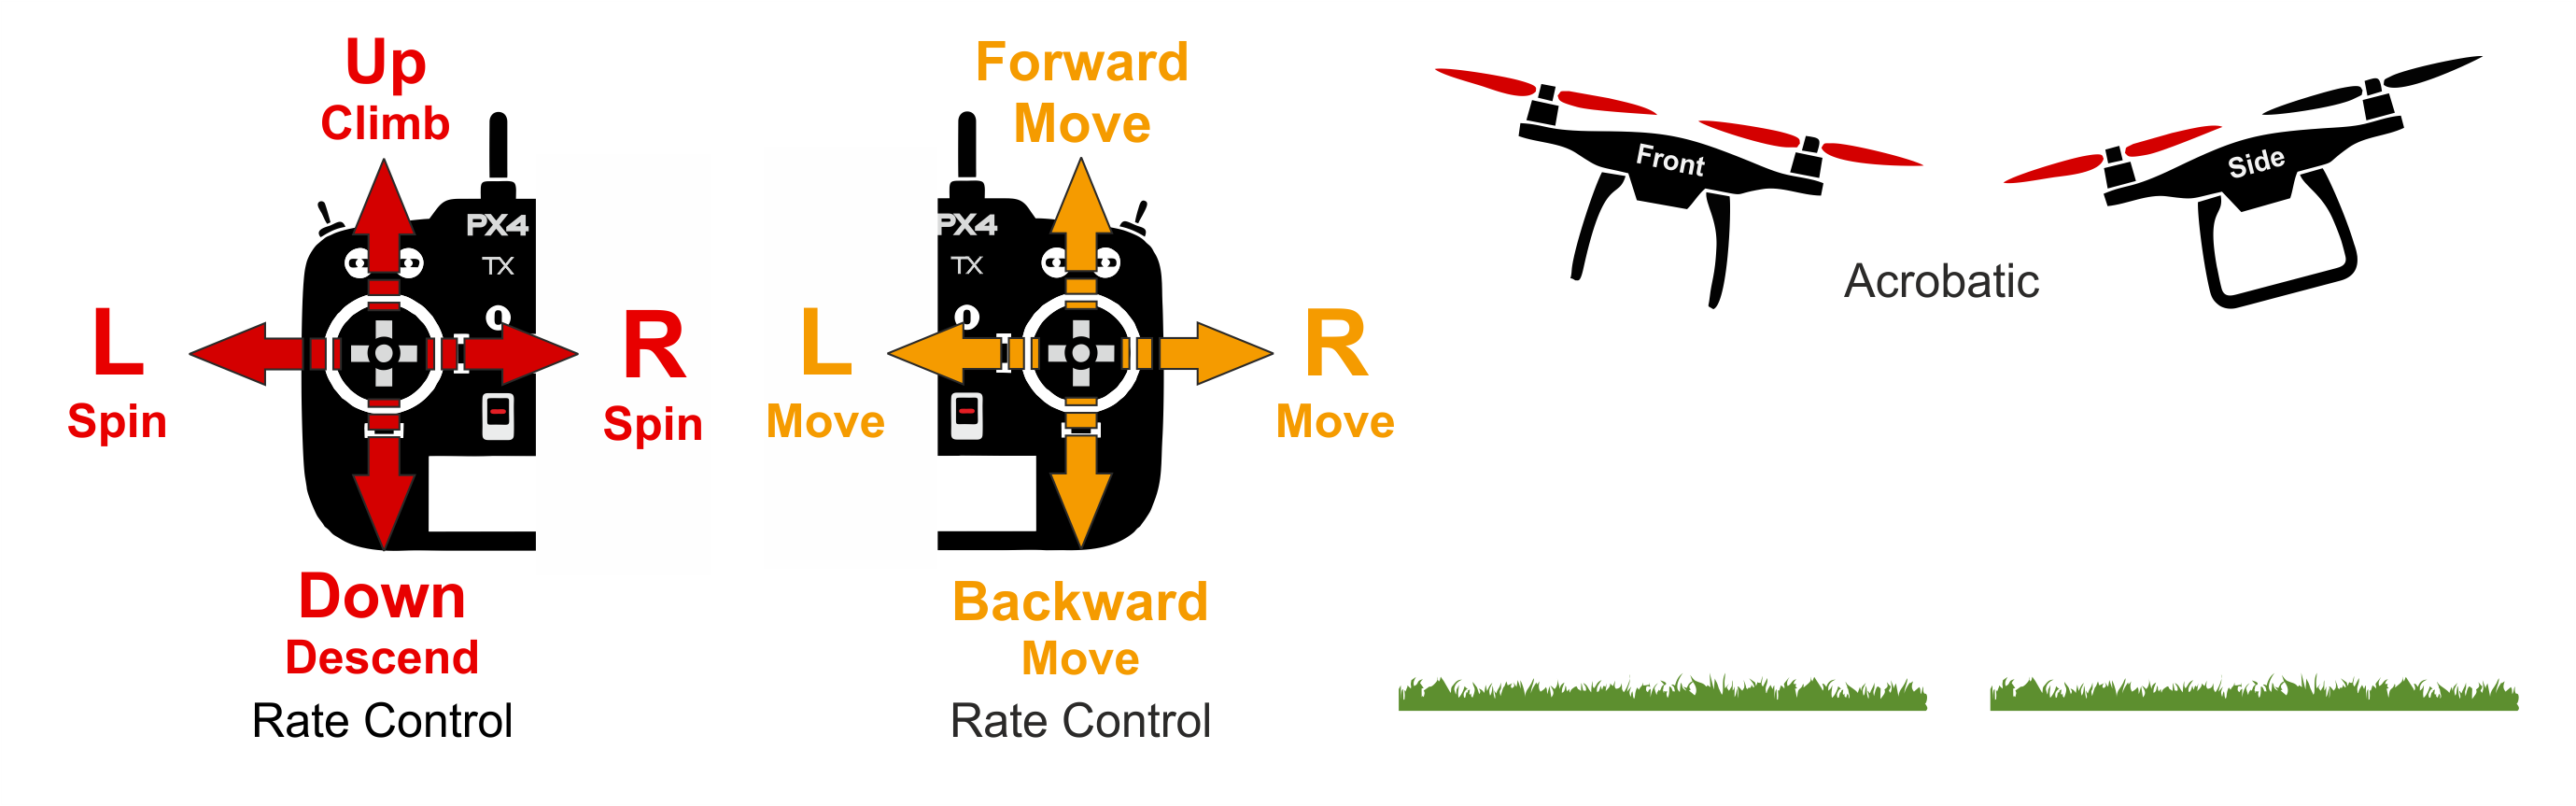 Up
Climb
PX4
TX
L
Spin
R
Spin
Down
Descend
Rate Control
Forward
Move
PX4
TX
L
Move
R
Move
Backward
Move
Rate Control
Front
Side
Acrobatic